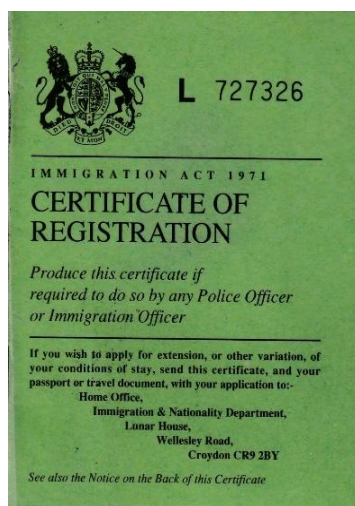 L 727326
IMMIGRATION ACT 1971
CERTIFICATE OF
REGISTRATION
Produce this certificate if
required to do so by any Police Officer
or Immigration Officer
If you wish to apply for extension, or other variation, of
your conditions of stay, send this certificate, and your
passport or travel document, with your application to:-
Home Office,
Immigration & Nationality Department,
Lunar House,
Wellesley Road,
Croydon CR9 2BY
See also the Notice on the Back of this Certificate